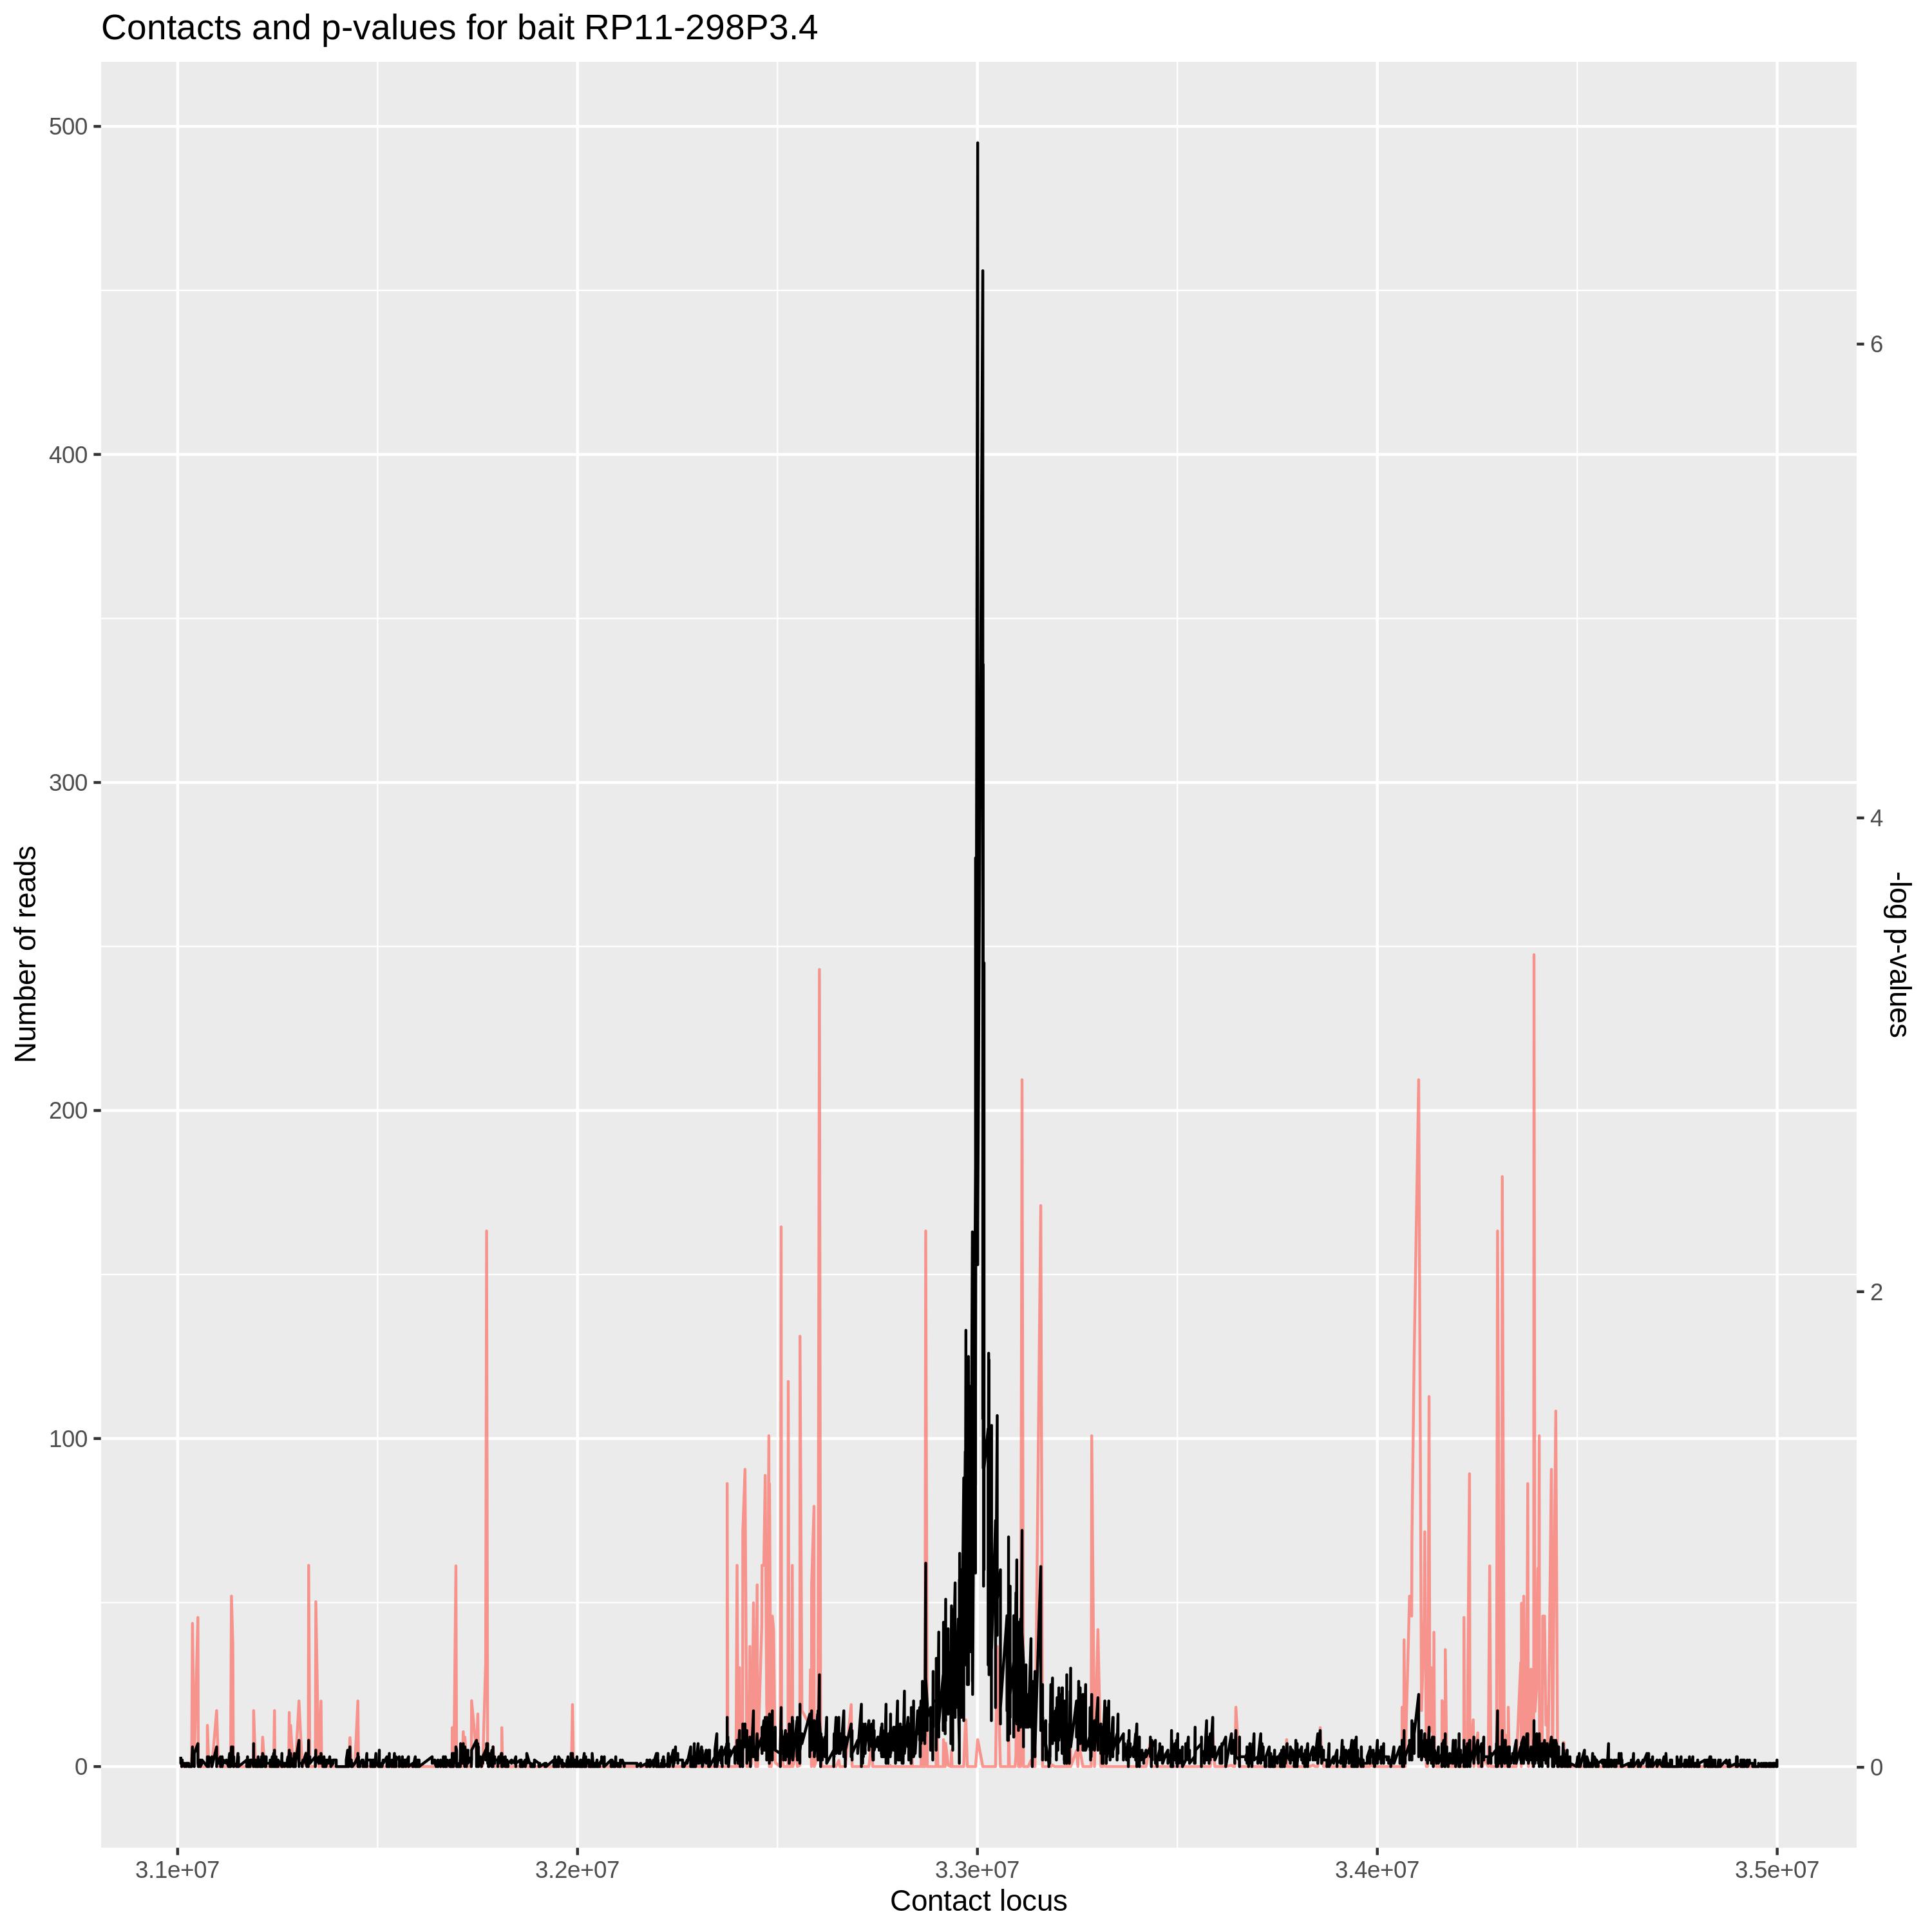 Contacts and p-values for bait RP11-298P3.4
500
400
300
200
100
0
Number of reads
6
4
2
0
-log p-values
3.1e+07 3.2e+07 3.3e+07 3.4e+07 3.5e+07
Contact locus